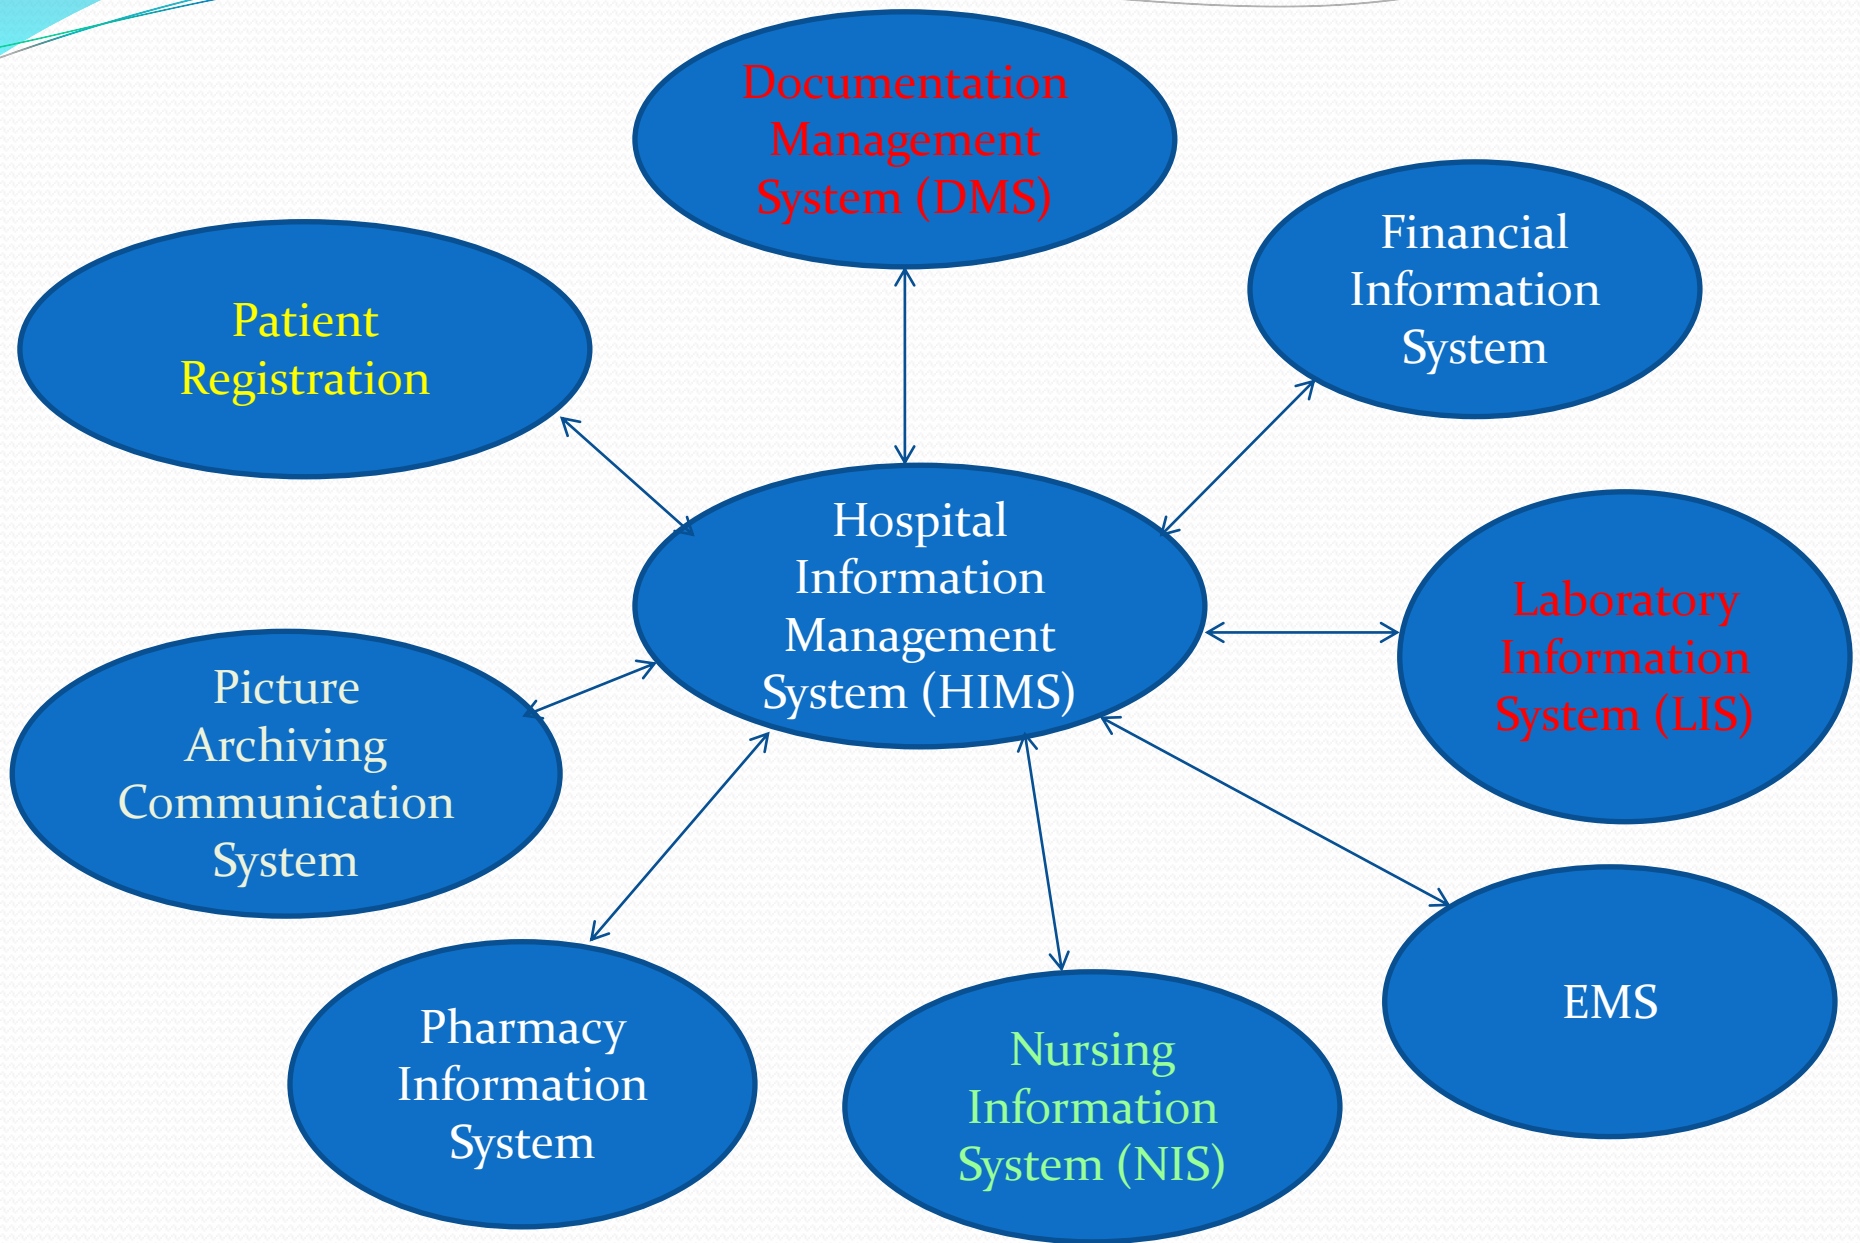 Documentation
Management
System (DMS)
Financial
Information
System
Patient
Registration
Hospital
Information
Management
System (HIMS)
Laboratory
Information
System (LIS)
Picture
Archiving
Communication
System
EMS
Pharmacy
Information
System
Nursing
Information
System (NIS)